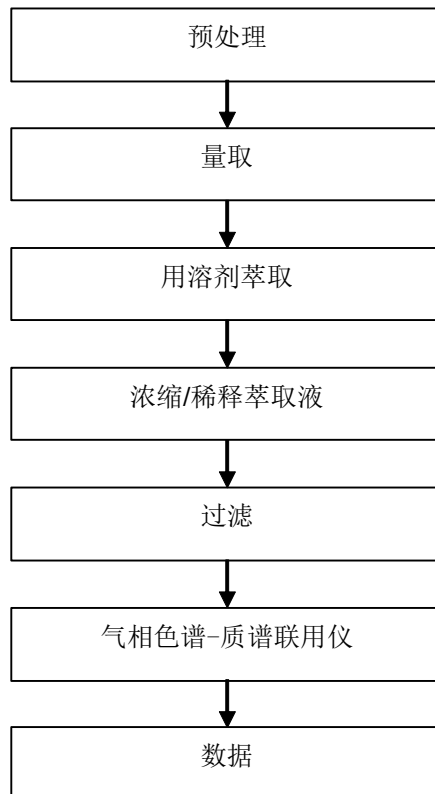 预处理
量取
用溶剂萃取
浓缩/稀释萃取液
过滤
气相色谱-质谱联用仪
数据